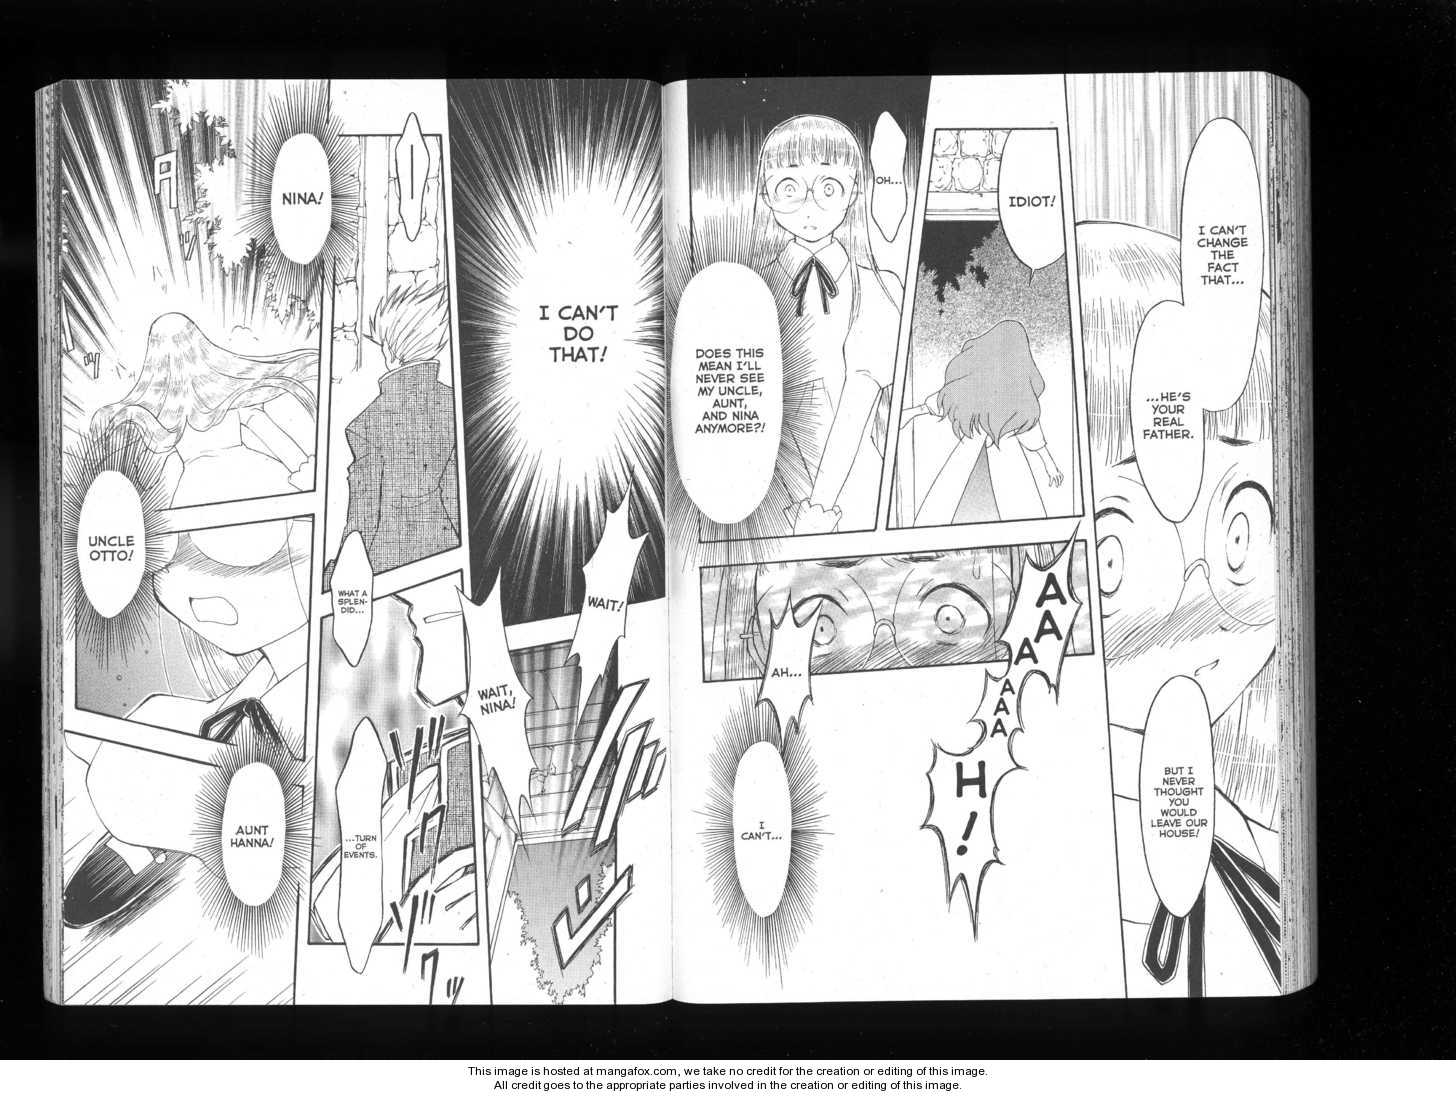 I CAN'T
CHANGE
THE
FACT
THAT...
...HE'S
YOUR
REAL
FATHER.
BUT I
NEVER
THOUGHT
YOU
WOULD
LEAVE OUR
HOUSE!
IDIOT!
OH...
DOES THIS
MEAN I'LL
NEVER SEE
MY UNCLE,
AUNT,
AND NINA
ANYMORE?!
AA
A
AAA
H!
AH...
I
CAN'T...
I CAN'T
DO
THAT!
WAIT!
WAIT,
NINA!
!
WHAT A
SPLEN-
DID...
...TURN
OF
EVENTS.
NINA!
UNCLE
OTTO!
AUNT
HANNA!
This image is hosted at mangafox.com, we take no credit for the creation or editing of this image.
All credit goes to the appropriate parties involved in the creation or editing of this image.